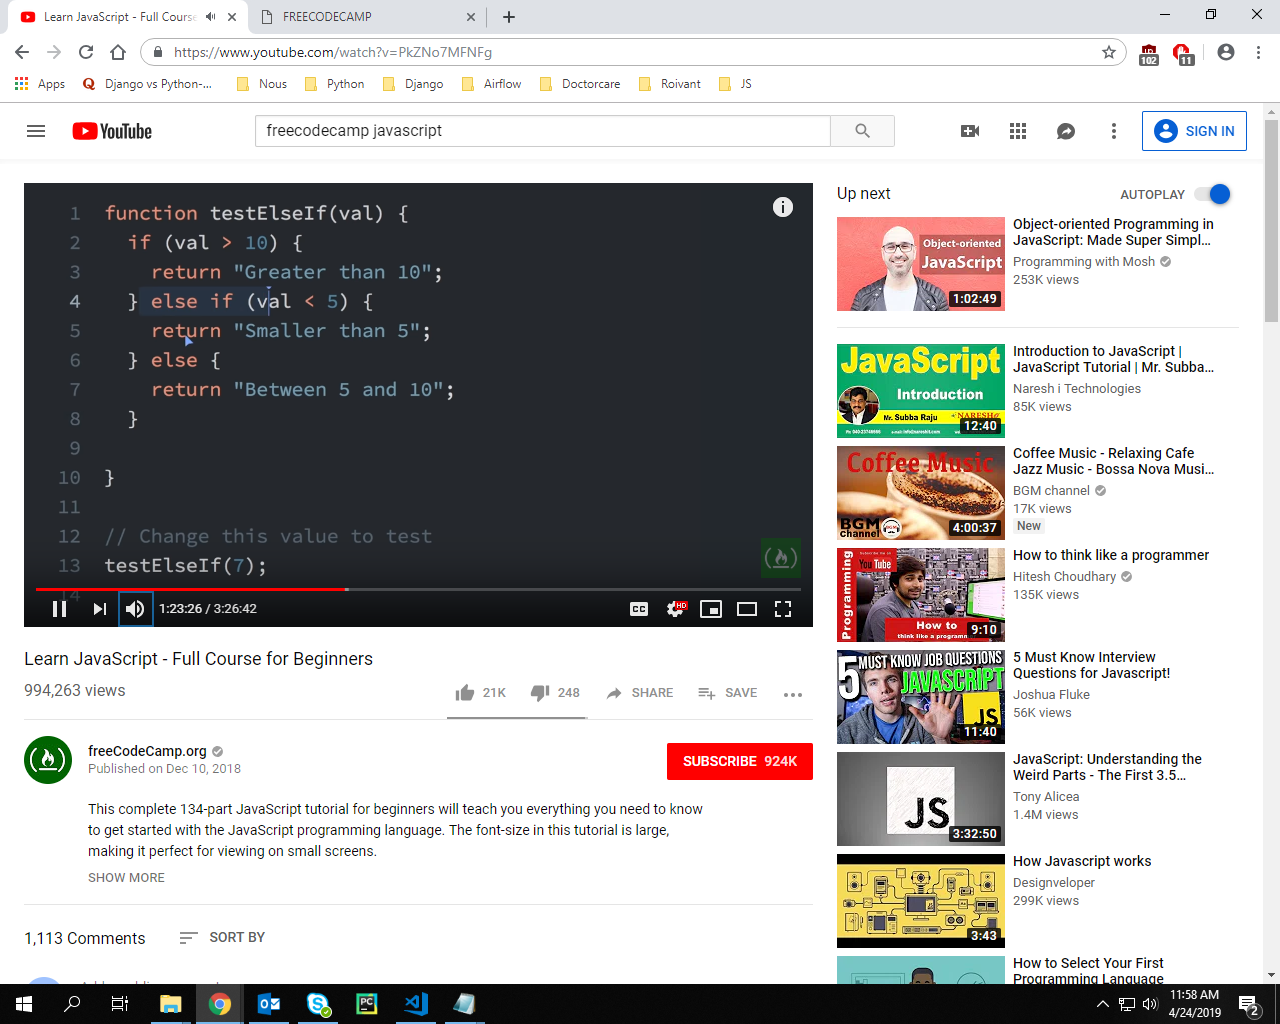 Learn JavaScript - Full Course
FREECODECAMP
https://www.youtube.com/watch?v=PkZNo7MFNFg
102
11
Apps
Django vs Python-...
Nous
Python
Django
Airflow
Doctorcare
Roivant
JS
YouTube
freecodecamp javascript
SIGN IN
1 function testElseIf(val) {
2 if (val > 10) {
3 return "Greater than 10";
4 } else if (val < 5) {
5 return "Smaller than 5";
6 } else {
7 return "Between 5 and 10";
8 }
9
10 }
11
12 // Change this value to test
13 testElseIf(7);
14
1:23:26 / 3:26:42
CC
HD
Learn JavaScript - Full Course for Beginners
994,263 views
21K
248
SHARE
SAVE
freeCodeCamp.org
Published on Dec 10, 2018
SUBSCRIBE 924K
This complete 134-part JavaScript tutorial for beginners will teach you everything you need to know
to get started with the JavaScript programming language. The font-size in this tutorial is large,
making it perfect for viewing on small screens.
SHOW MORE
1,113 Comments
SORT BY
Up next
AUTOPLAY
Object-oriented
JavaScript
1:02:49
Object-oriented Programming in
JavaScript: Made Super Simpl...
Programming with Mosh
253K views
JavaScript
Introduction
Mr. Subba Raju
NARESH
12:40
Introduction to JavaScript |
JavaScript Tutorial | Mr. Subba...
Naresh i Technologies
85K views
Coffee Music
BGM
channel
4:00:37
Coffee Music - Relaxing Cafe
Jazz Music - Bossa Nova Musi...
BGM channel
17K views
New
Programming
YouTube
How to
think like a programmer
9:10
How to think like a programmer
Hitesh Choudhary
135K views
5 MUST KNOW JOB QUESTIONS
JAVASCRIPT
JS
11:40
5 Must Know Interview
Questions for Javascript!
Joshua Fluke
56K views
JS
3:32:50
JavaScript: Understanding the
Weird Parts - The First 3.5...
Tony Alicea
1.4M views
3:43
How Javascript works
Designveloper
299K views
How to Select Your First
Programming Language
PC
11:58 AM
4/24/2019
2